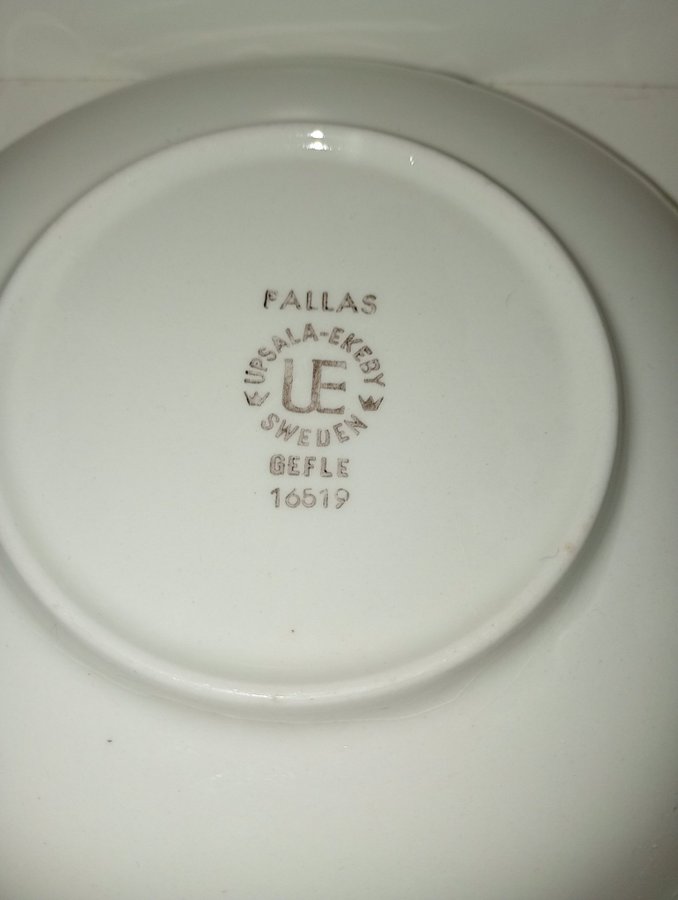 PALLAS
UPSALA-EKEBY
UE
SWEDEN
GEFLE
16519